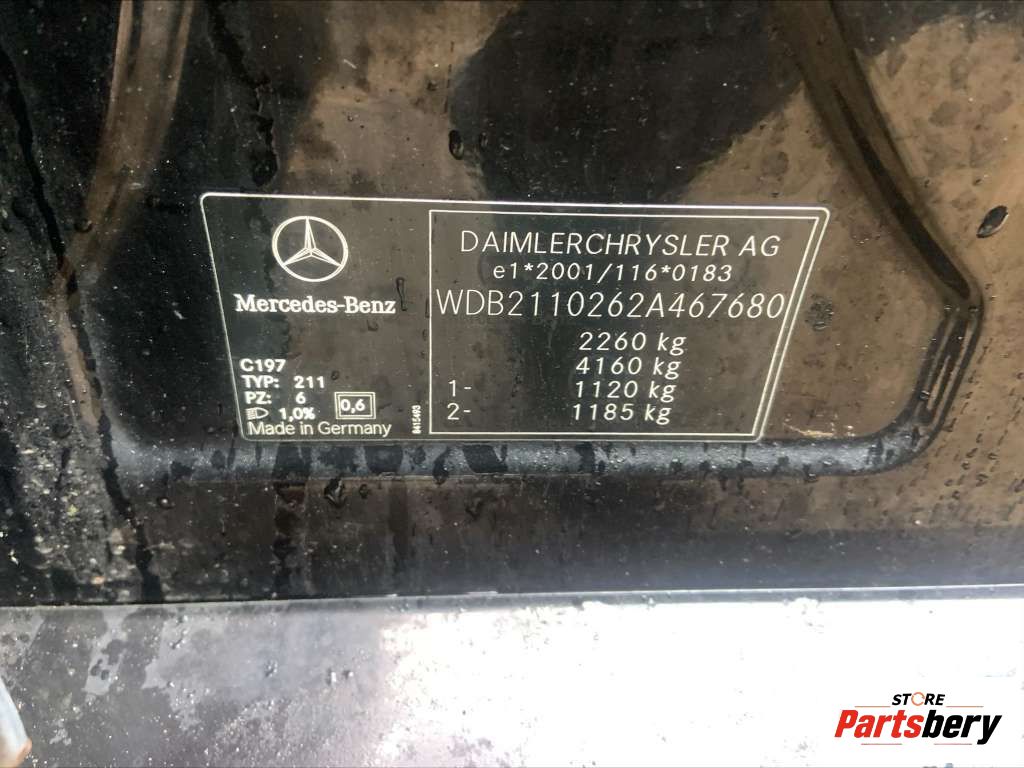 Mercedes-Benz
C197
TYP: 211
PZ: 6
1,0%
0,6
Made in Germany
8415493
DAIMLERCHRYSLER AG
e1*2001/116*0183
WDB2110262A467680
2260 kg
4160 kg
1- 1120 kg
2- 1185 kg
STORE
Partsbery